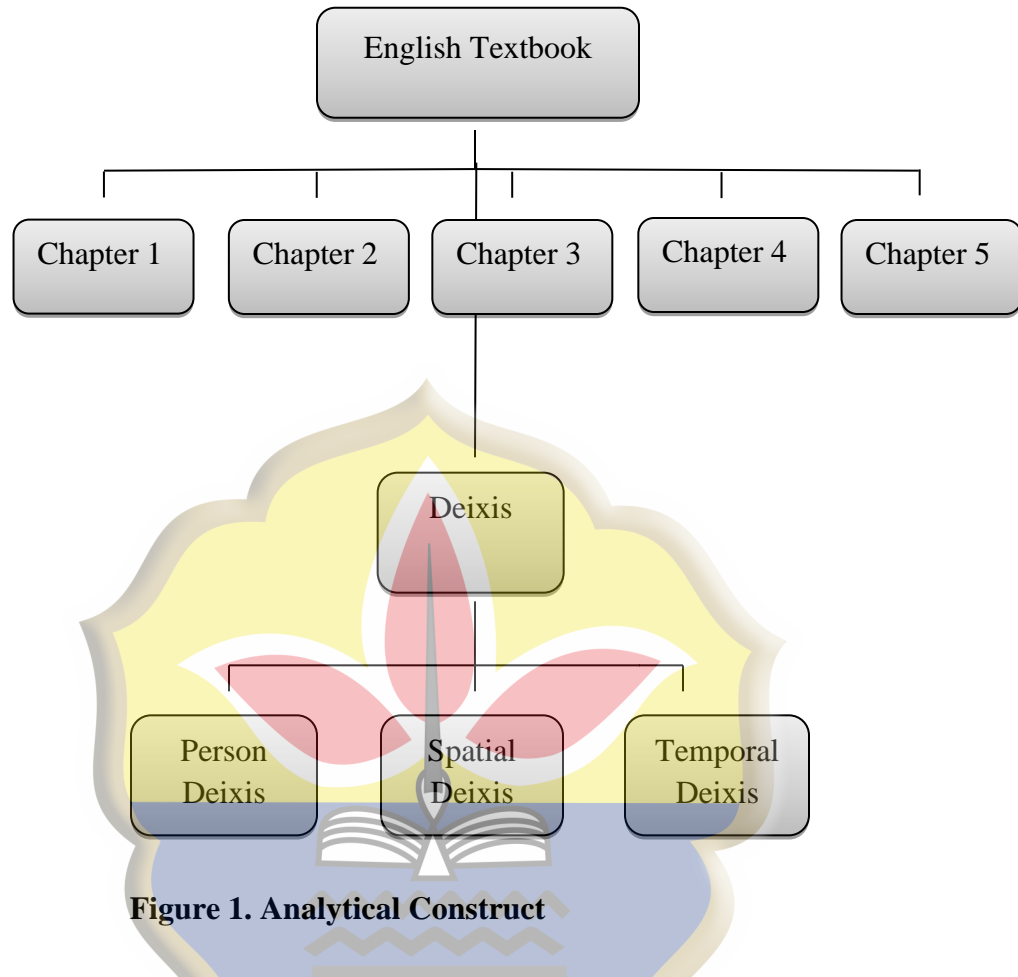 English Textbook
Chapter 1
Chapter 2
Chapter 3
Chapter 4
Chapter 5
Deixis
Person
Deixis
Spatial
Deixis
Temporal
Deixis
Figure 1. Analytical Construct